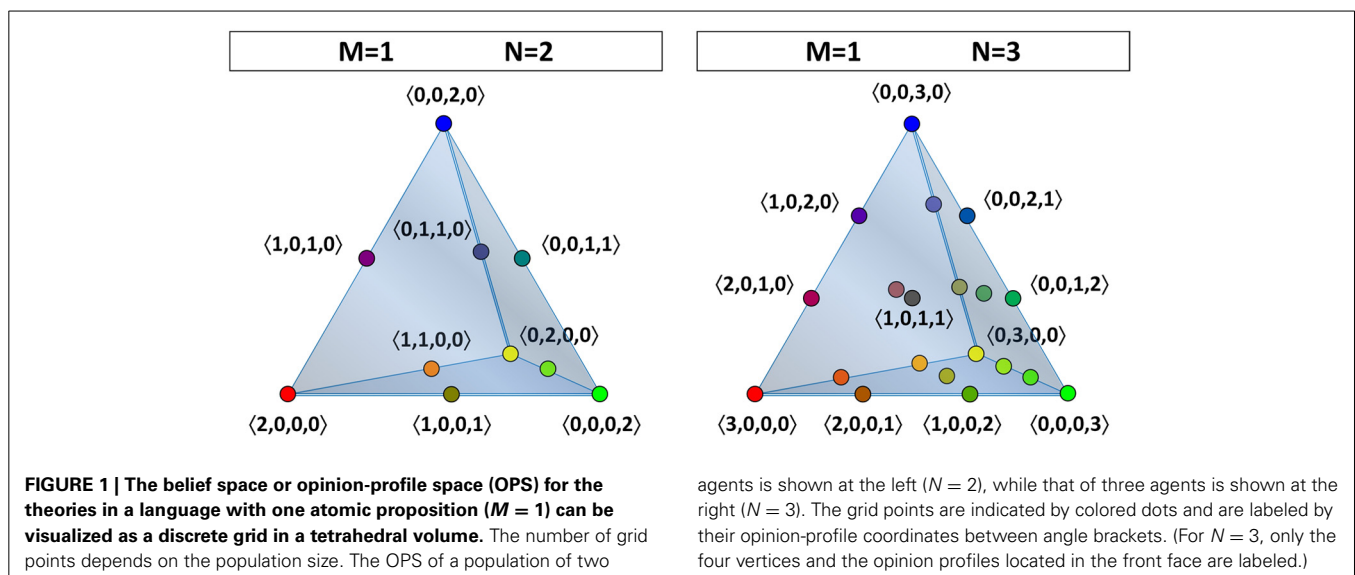 M=1 N=2
⟨0,0,2,0⟩
⟨1,0,1,0⟩
⟨0,1,1,0⟩
⟨0,0,1,1⟩
⟨1,1,0,0⟩
⟨0,2,0,0⟩
⟨2,0,0,0⟩
⟨1,0,0,1⟩
⟨0,0,0,2⟩
M=1 N=3
⟨0,0,3,0⟩
⟨1,0,2,0⟩
⟨0,0,2,1⟩
⟨2,0,1,0⟩
⟨0,0,1,2⟩
⟨1,0,1,1⟩
⟨0,3,0,0⟩
⟨3,0,0,0⟩
⟨2,0,0,1⟩
⟨1,0,0,2⟩
⟨0,0,0,3⟩
FIGURE 1 | The belief space or opinion-profile space (OPS) for the
theories in a language with one atomic proposition (M = 1) can be
visualized as a discrete grid in a tetrahedral volume. The number of grid
points depends on the population size. The OPS of a population of two
agents is shown at the left (N = 2), while that of three agents is shown at the
right (N = 3). The grid points are indicated by colored dots and are labeled by
their opinion-profile coordinates between angle brackets. (For N = 3, only the
four vertices and the opinion profiles located in the front face are labeled.)